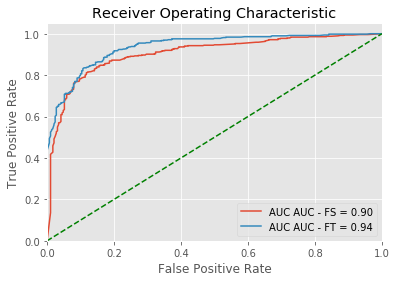 Receiver Operating Characteristic
True Positive Rate
1.0
0.8
0.6
0.4
0.2
0.0
AUC AUC - FS = 0.90
AUC AUC - FT = 0.94
0.0 0.2 0.4 0.6 0.8 1.0
False Positive Rate